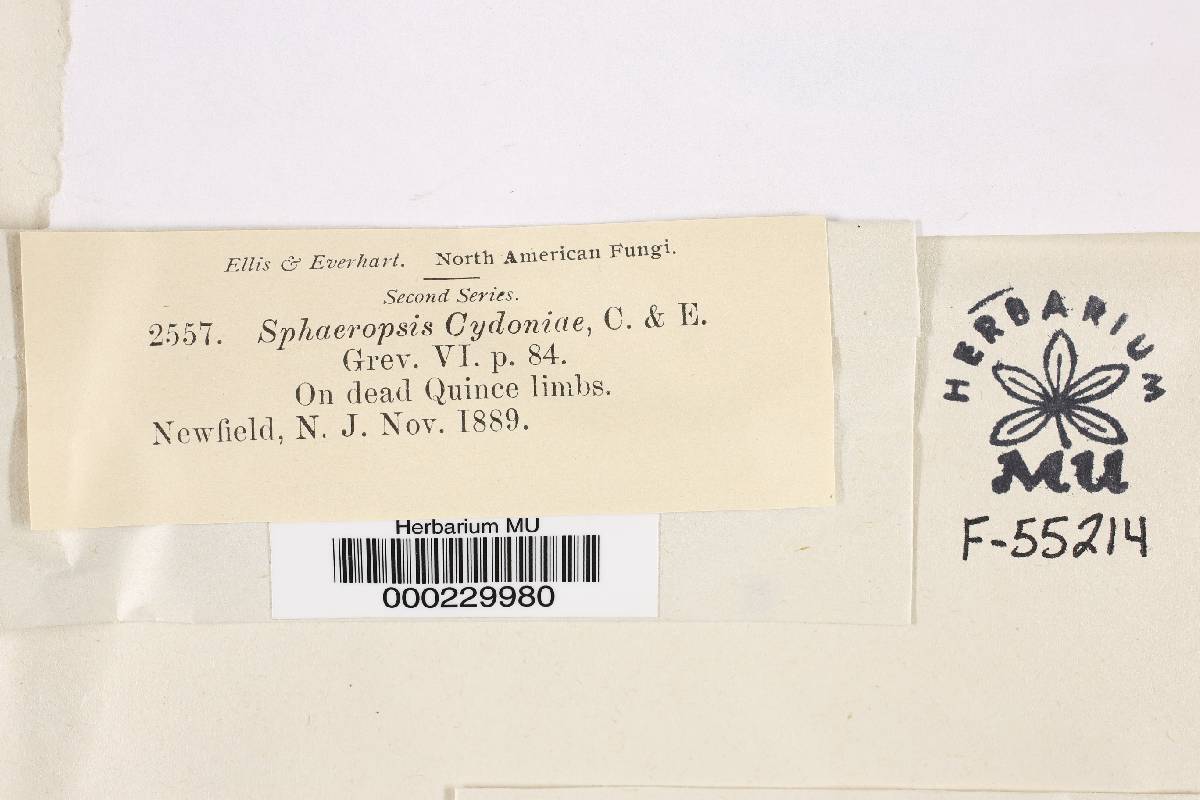 Ellis & Everhart. North American Fungi.
Second Series.
2557. Sphaeropsis Cydoniae, C. & E.
Grev. VI. p. 84.
On dead Quince limbs.
Newfield, N. J. Nov. 1889.
Herbarium MU
000229980
HERBARIUM
MU
F-55214